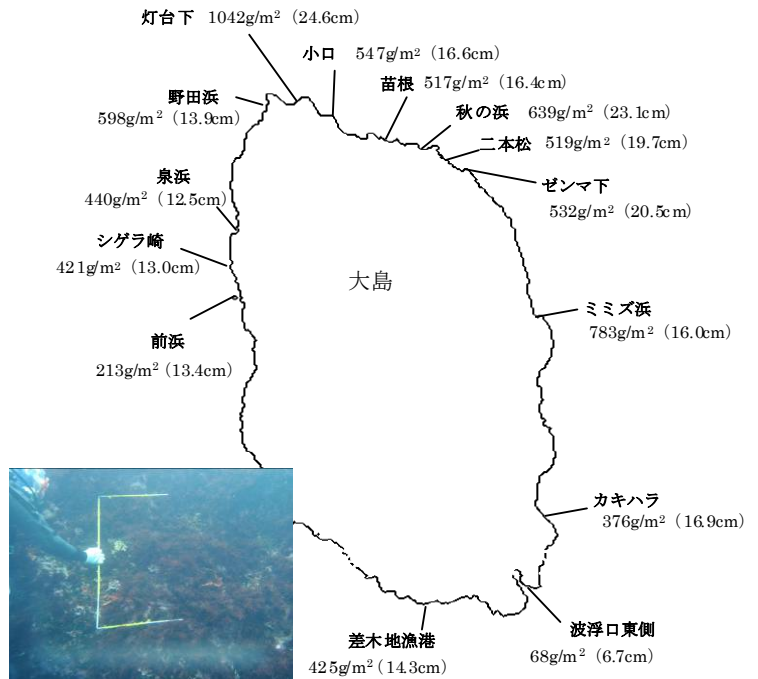 灯台下 1042g/m²（24.6cm）
小口 547g/m²（16.6cm）
苗根 517g/m²（16.4cm）
野田浜
598g/m²（13.9cm）
秋の浜 639g/m²（23.1cm）
二本松 519g/m²（19.7cm）
泉浜
440g/m²（12.5cm）
ゼンマ下
532g/m²（20.5cm）
シゲラ崎
421g/m²（13.0cm）
大島
前浜
213g/m²（13.4cm）
ミミズ浜
783g/m²（16.0cm）
カキハラ
376g/m²（16.9cm）
差木地漁港
425g/m²（14.3cm）
波浮口東側
68g/m²（6.7cm）